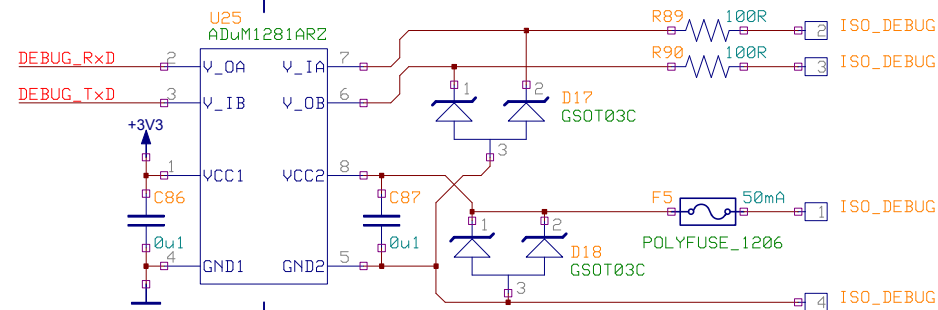 U25
ADuM1281ARZ
R89 100R
2 ISO_DEBUG
DEBUG_RxD 2 V_OA V_IA 7
R90 100R
3 ISO_DEBUG
DEBUG_TxD 3 V_IB V_OB 6
1 2 D17
GSOT03C
+3V3
3
1 VCC1 VCC2 8
C86 C87
F5 50mA
1 ISO_DEBUG
1 2
0u1 0u1
POLYFUSE_1206
D18
GSOT03C
4 GND1 GND2 5
3
4 ISO_DEBUG